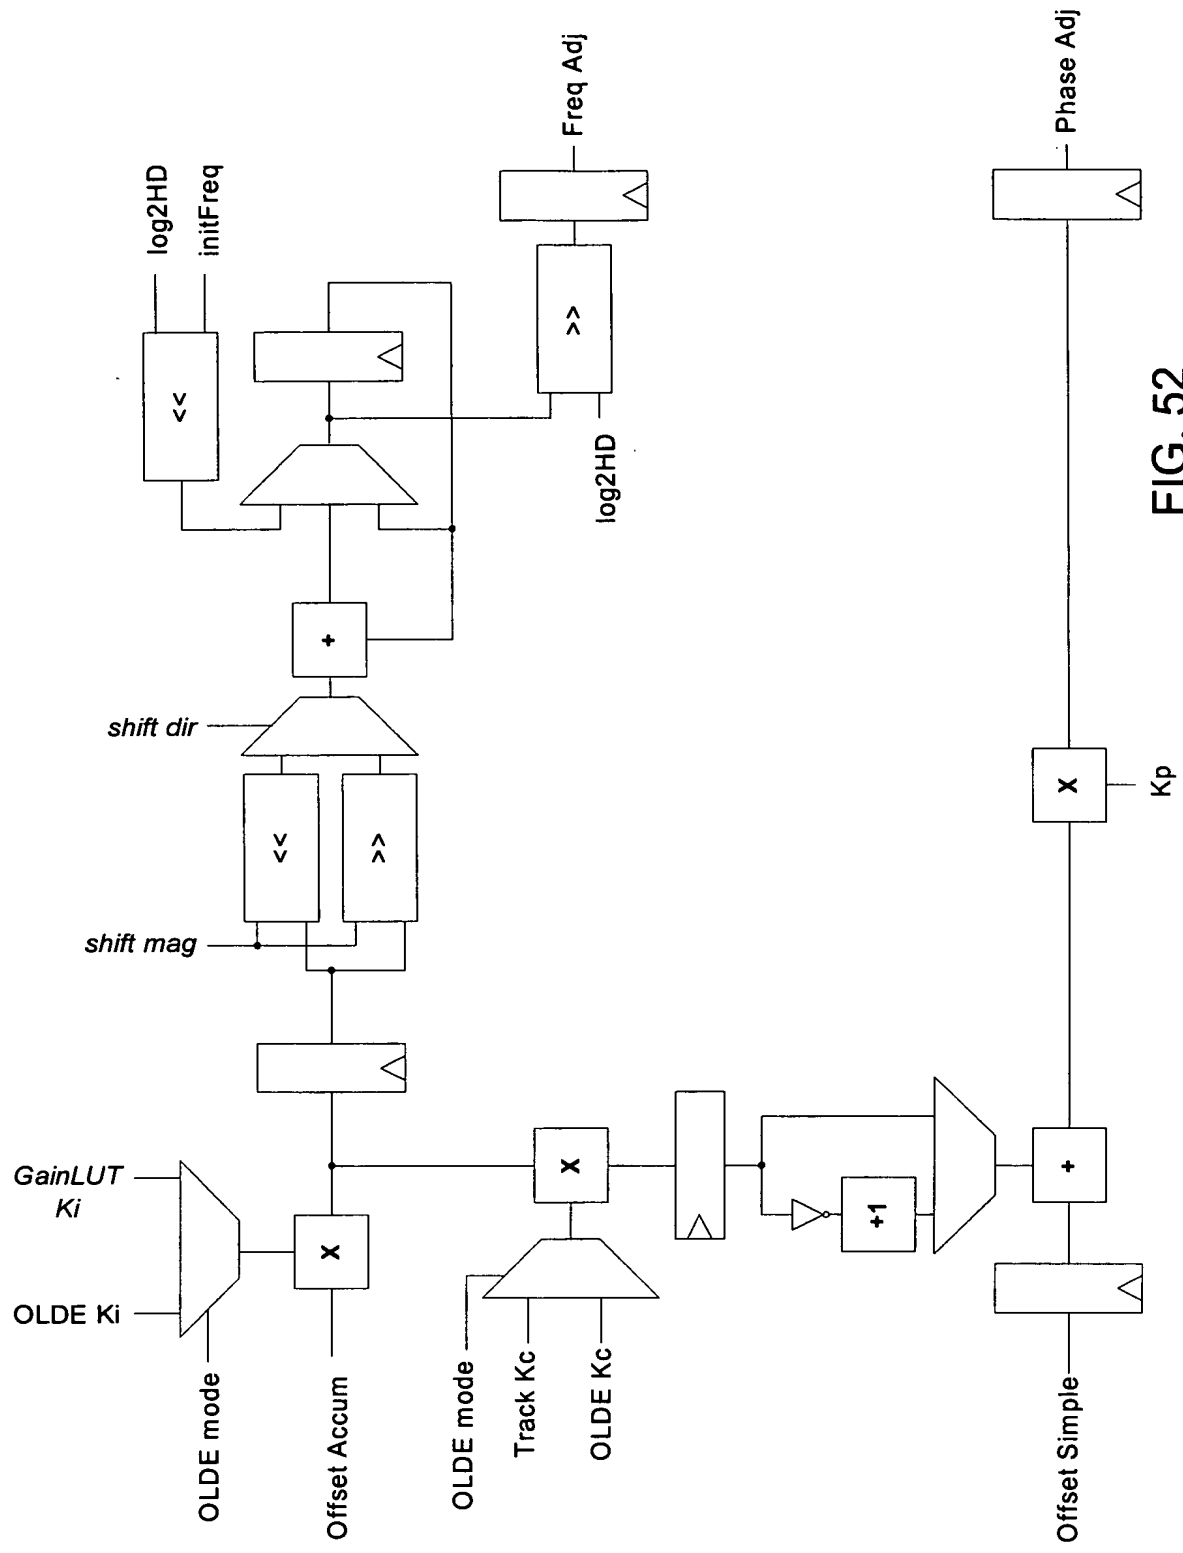 log2HD
initFreq
<<
Freq Adj
>>
log2HD
+
shift dir
<<
>>
shift mag
GainLUT
Ki
OLDE Ki
OLDE mode
X
Offset Accum
X
OLDE mode
Track Kc
OLDE Kc
+1
+
Offset Simple
X
Kp
Phase Adj
FIG. 52